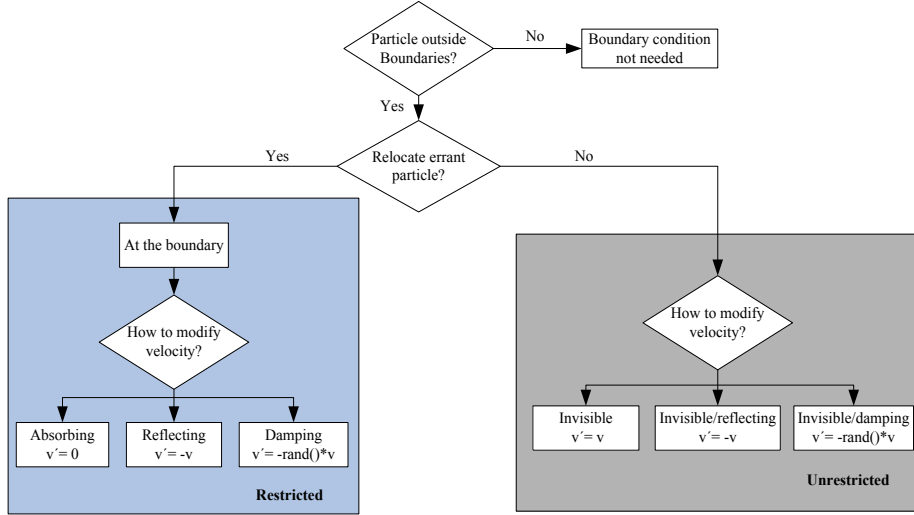 Particle outside
Boundaries?
No
Boundary condition
not needed
Yes
Relocate errant
particle?
Yes
No
At the boundary
How to modify
velocity?
Absorbing
v´= 0
Reflecting
v´= -v
Damping
v´= -rand()*v
Restricted
How to modify
velocity?
Invisible
v´= v
Invisible/reflecting
v´= -v
Invisible/damping
v´= -rand()*v
Unrestricted